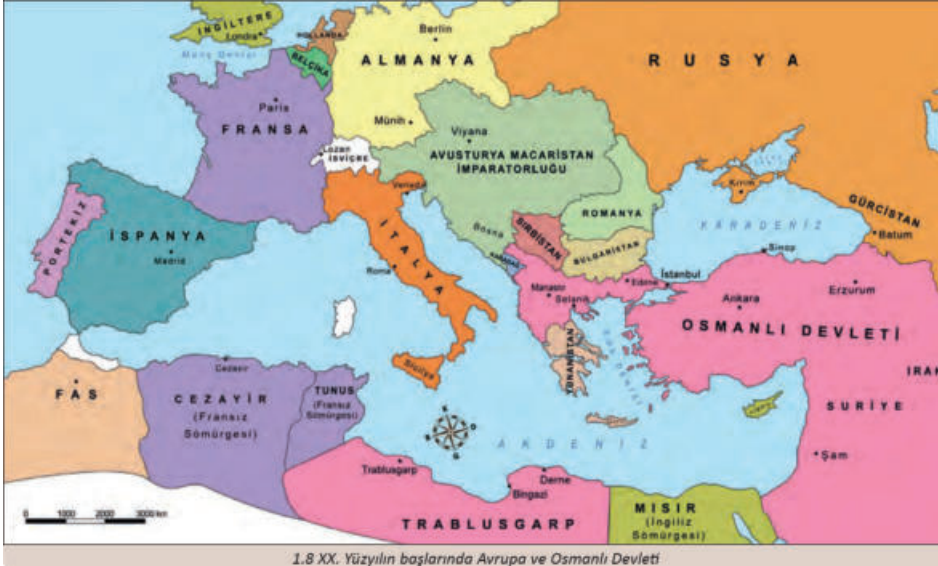 İNGİLTERE
Londra
HOLLANDA
Berlin
ALMANYA
RUSYA
BELÇİKA
Manş Denizi
Paris
FRANSA
Münih
Viyana
AVUSTURYA MACARİSTAN
İMPARATORLUĞU
Lozan
İSVİÇRE
Venedik
Kırım
GÜRCİSTAN
Batum
ROMANYA
KARADENİZ
PORTEKİZ
İSPANYA
Madrid
İTALYA
Roma
Bosna
SIRBİSTAN
KARADAĞ
BULGARİSTAN
Sinop
İstanbul
Edirne
Manastır
Selanik
Ankara
Erzurum
OSMANLI DEVLETİ
YUNANİSTAN
Sicilya
IRAK
FAS
Cezayir
CEZAYİR
(Fransız
Sömürgesi)
TUNUS
(Fransız
Sömürgesi)
K
D
B
G
AKDENİZ
SURİYE
Şam
Trablusgarp
Derne
Bingazi
TRABLUSGARP
MISIR
(İngiliz
Sömürgesi)
0 1000 2000 3000 km
1.8 XX. Yüzyılın başlarında Avrupa ve Osmanlı Devleti